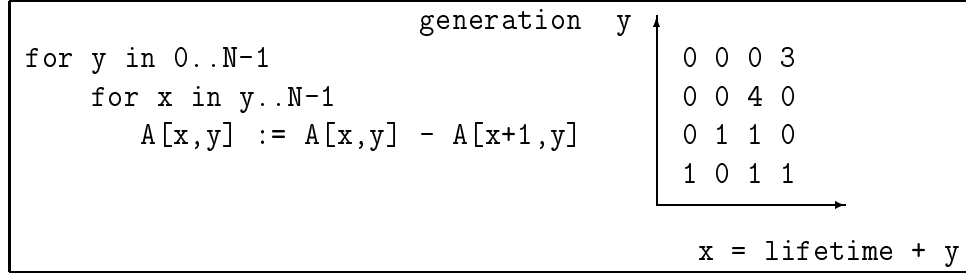 generation y
for y in 0..N-1
for x in y..N-1
A[x,y] := A[x,y] - A[x+1,y]
0 0 0 3
0 0 4 0
0 1 1 0
1 0 1 1
x = lifetime + y